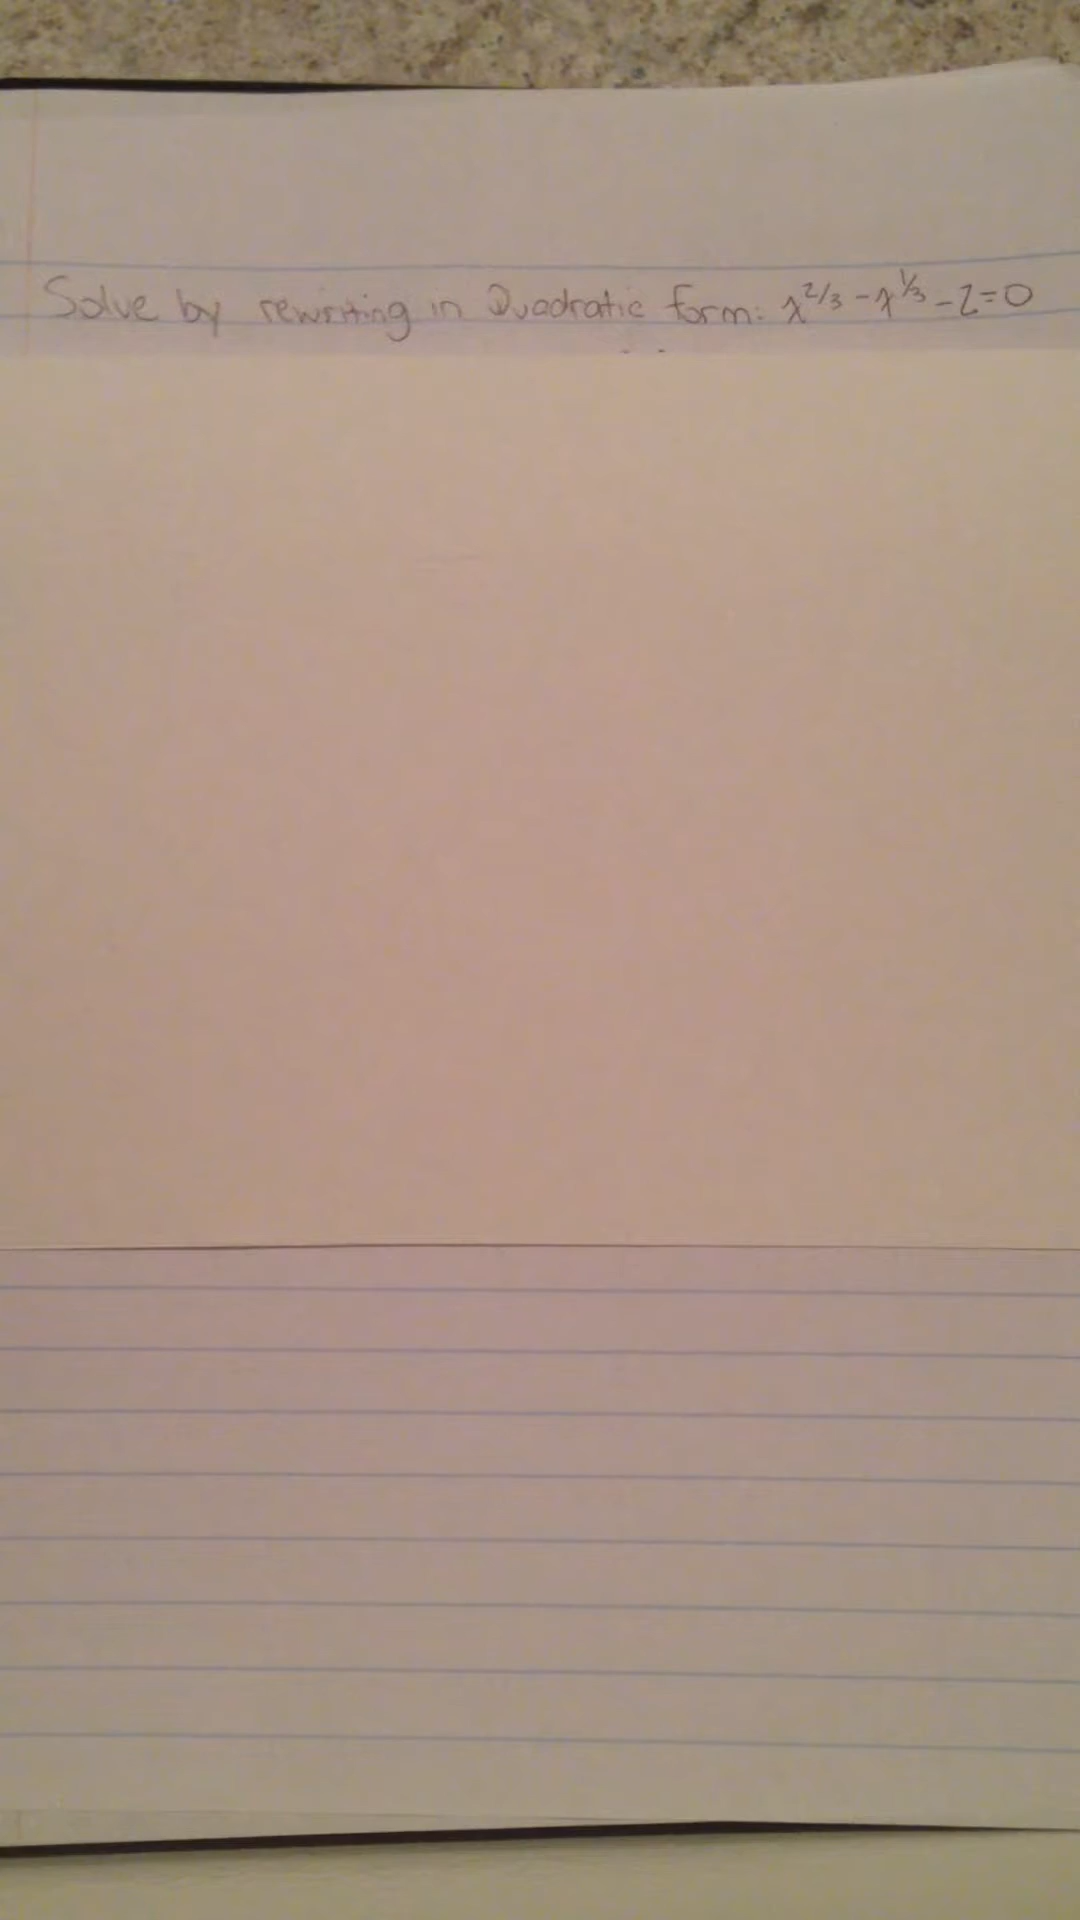 Solve by rewriting in Quadratic form: x^2/3 - x^1/3 - 2 = 0